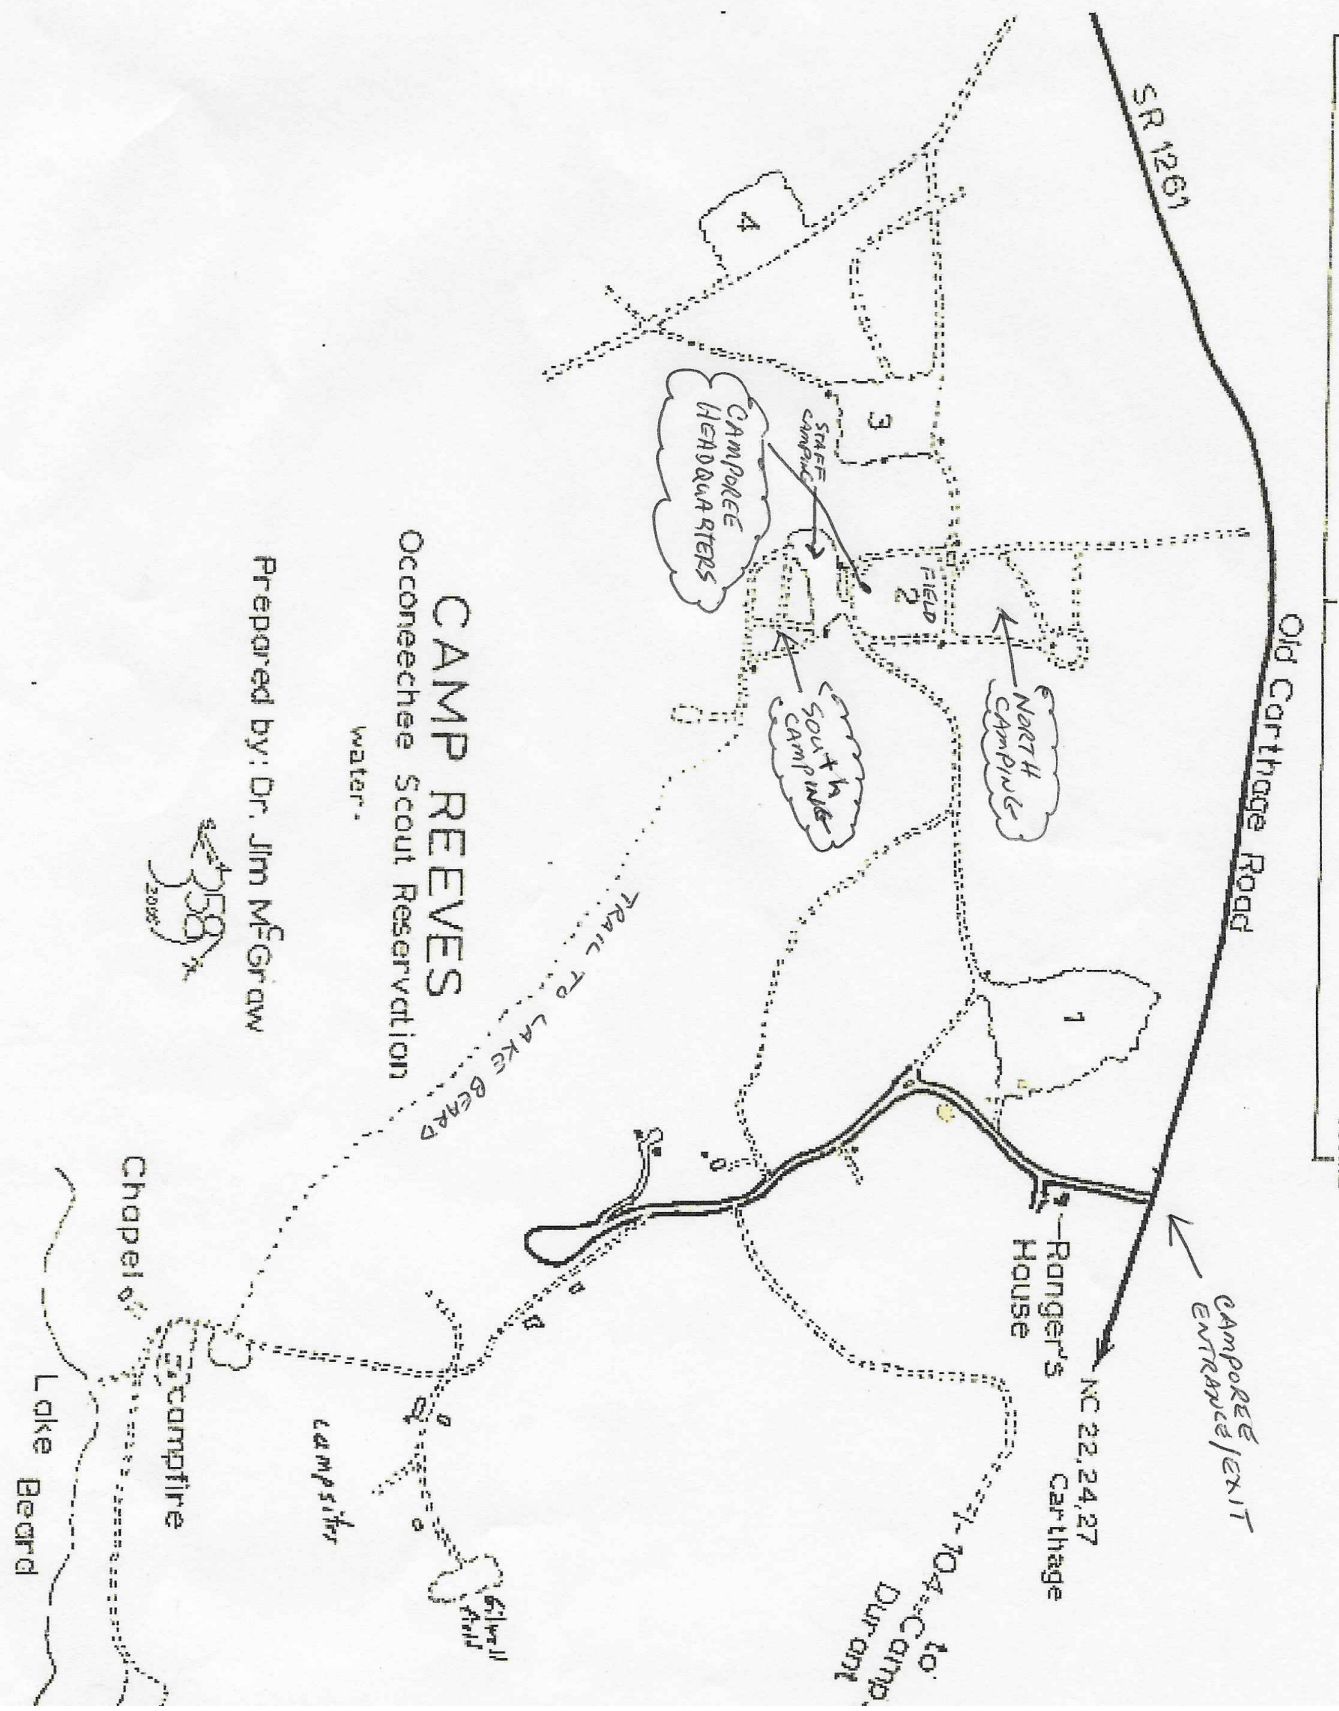 SR 1261
Old Carthage Road
4
3
STAFF
CAMPING
CAMPOREE
HEADQUARTERS
FIELD
2
NORTH
CAMPING
South
CAMPING
1
CAMPOREE
ENTRANCE/EXIT
NC 22,24,27
Carthage
Ranger's
House
to
Camp
Durant
TRAIL TO LAKE BEARD
CAMP REEVES
Occoneechee Scout Reservation
water.
Prepared by: Dr. Jim McGraw
Chapel
campfire
Lake Beard
campsites
Gilwell
Field